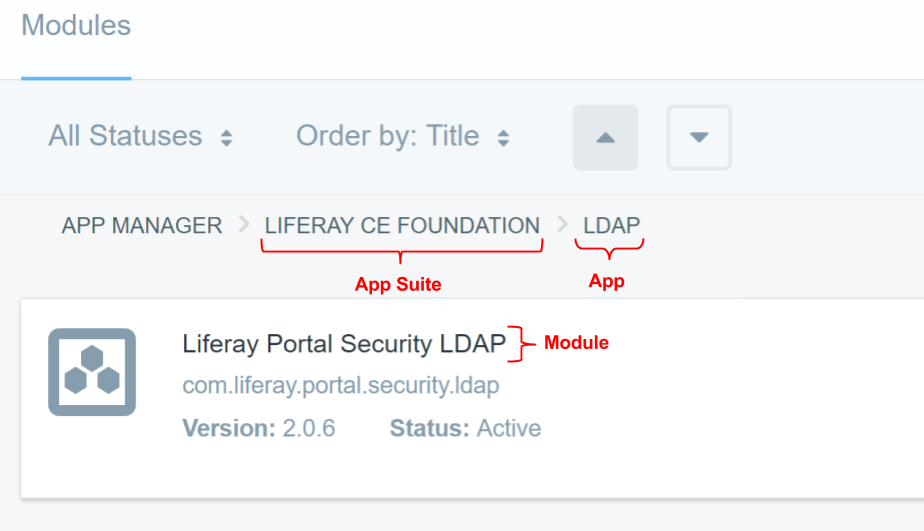 Modules
All Statuses Order by: Title
APP MANAGER LIFERAY CE FOUNDATION LDAP
App Suite App
Liferay Portal Security LDAP Module
com.liferay.portal.security.ldap
Version: 2.0.6 Status: Active